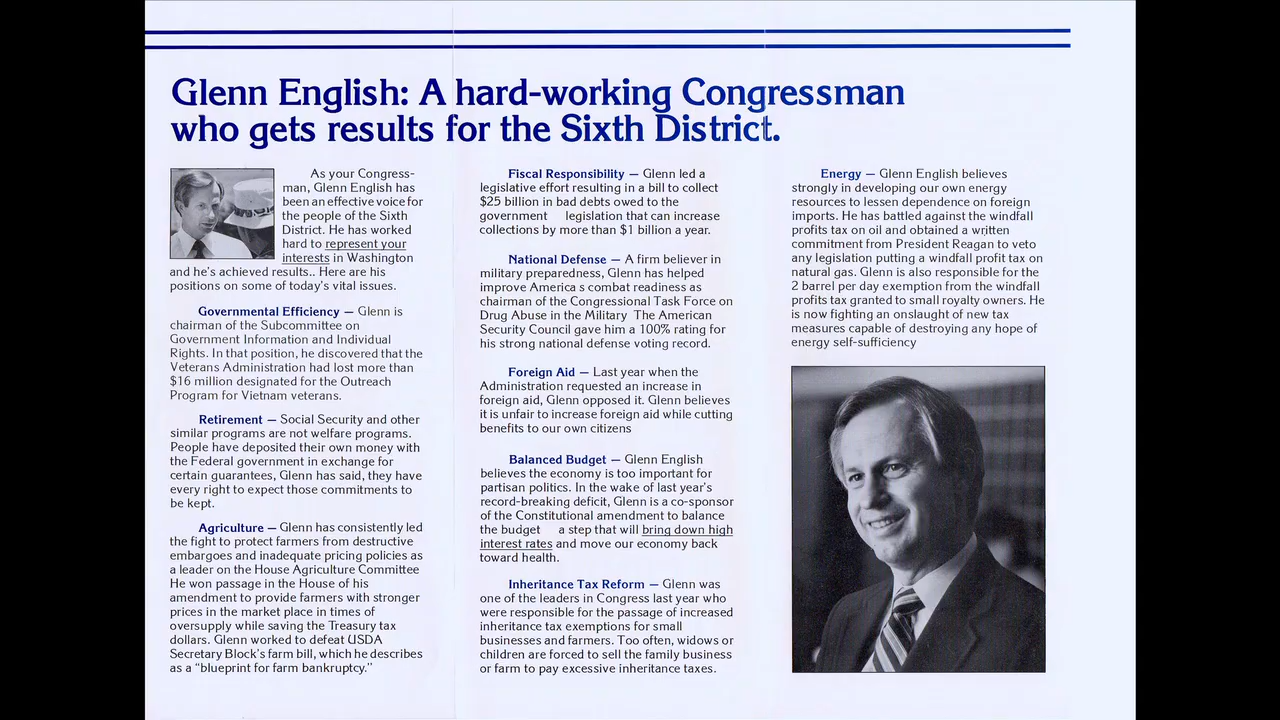 Glenn English: A hard-working Congressman
who gets results for the Sixth District.
As your Congress-
man, Glenn English has
been an effective voice for
the people of the Sixth
District. He has worked
hard to represent your
interests in Washington
and he's achieved results.. Here are his
positions on some of today's vital issues.
Governmental Efficiency — Glenn is
chairman of the Subcommittee on
Government Information and Individual
Rights. In that position, he discovered that the
Veterans Administration had lost more than
$16 million designated for the Outreach
Program for Vietnam veterans.
Retirement — Social Security and other
similar programs are not welfare programs.
People have deposited their own money with
the Federal government in exchange for
certain guarantees, Glenn has said, they have
every right to expect those commitments to
be kept.
Agriculture — Glenn has consistently led
the fight to protect farmers from destructive
embargoes and inadequate pricing policies as
a leader on the House Agriculture Committee
He won passage in the House of his
amendment to provide farmers with stronger
prices in the market place in times of
oversupply while saving the Treasury tax
dollars. Glenn worked to defeat USDA
Secretary Block's farm bill, which he describes
as a "blueprint for farm bankruptcy."
Fiscal Responsibility — Glenn led a
legislative effort resulting in a bill to collect
$25 billion in bad debts owed to the
government legislation that can increase
collections by more than $1 billion a year.
National Defense — A firm believer in
military preparedness, Glenn has helped
improve America s combat readiness as
chairman of the Congressional Task Force on
Drug Abuse in the Military The American
Security Council gave him a 100% rating for
his strong national defense voting record.
Foreign Aid — Last year when the
Administration requested an increase in
foreign aid, Glenn opposed it. Glenn believes
it is unfair to increase foreign aid while cutting
benefits to our own citizens
Balanced Budget — Glenn English
believes the economy is too important for
partisan politics. In the wake of last year's
record-breaking deficit, Glenn is a co-sponsor
of the Constitutional amendment to balance
the budget a step that will bring down high
interest rates and move our economy back
toward health.
Inheritance Tax Reform — Glenn was
one of the leaders in Congress last year who
were responsible for the passage of increased
inheritance tax exemptions for small
businesses and farmers. Too often, widows or
children are forced to sell the family business
or farm to pay excessive inheritance taxes.
Energy — Glenn English believes
strongly in developing our own energy
resources to lessen dependence on foreign
imports. He has battled against the windfall
profits tax on oil and obtained a written
commitment from President Reagan to veto
any legislation putting a windfall profit tax on
natural gas. Glenn is also responsible for the
2 barrel per day exemption from the windfall
profits tax granted to small royalty owners. He
is now fighting an onslaught of new tax
measures capable of destroying any hope of
energy self-sufficiency